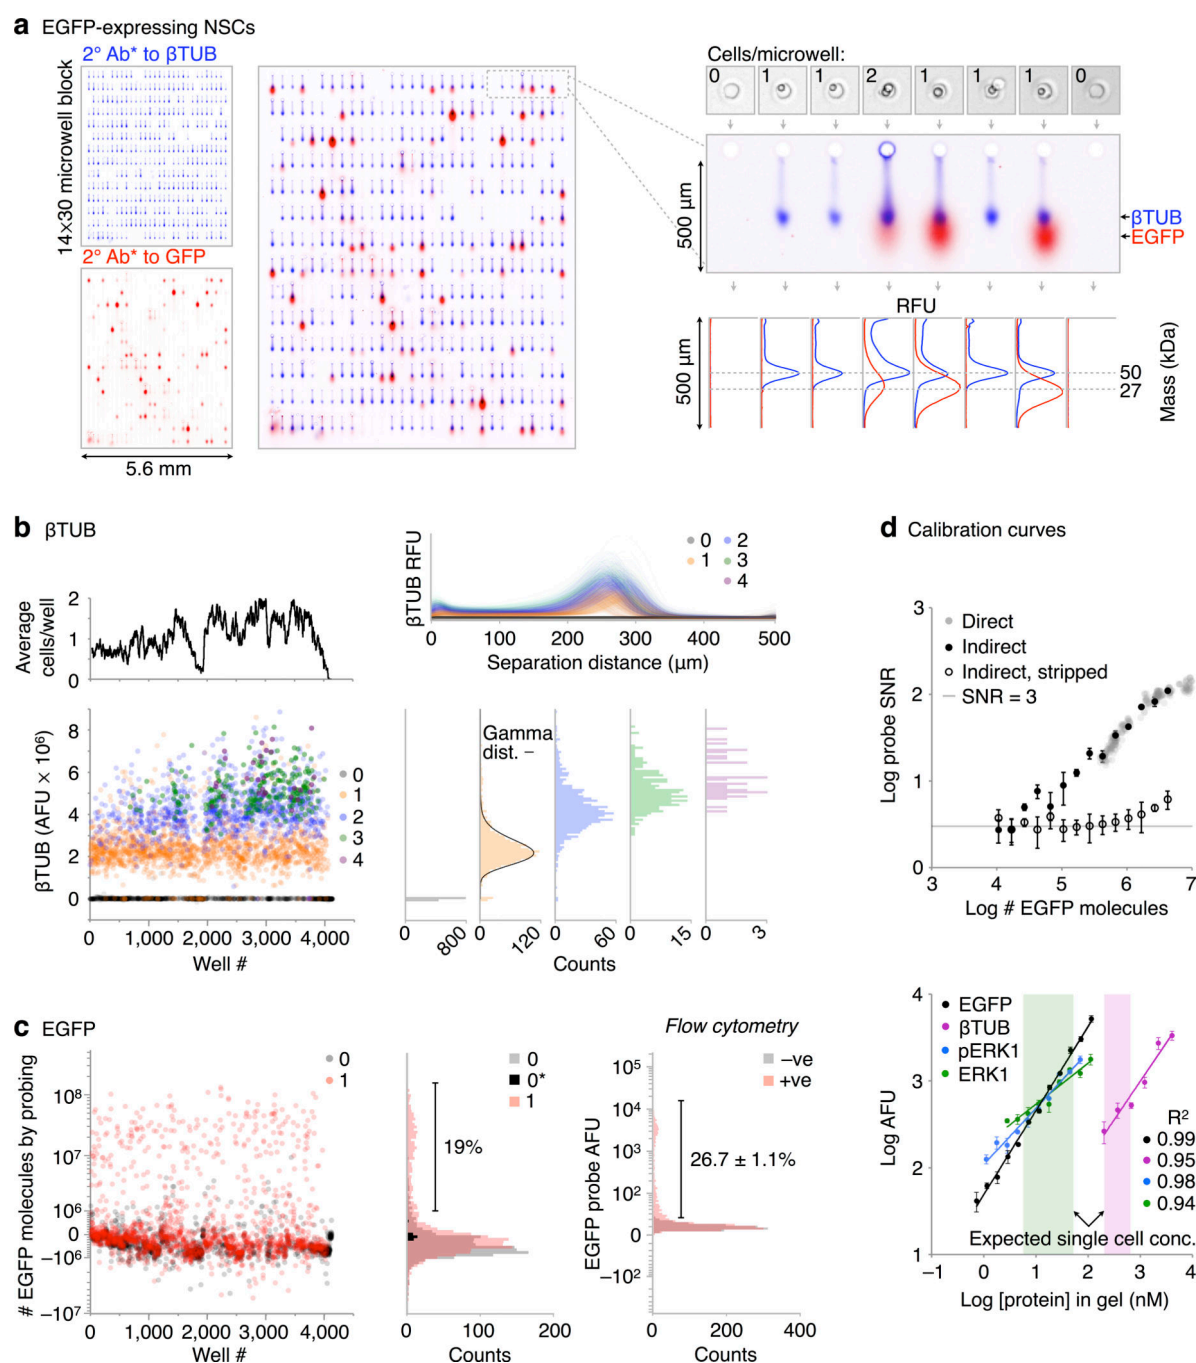 a EGFP-expressing NSCs
2° Ab* to βTUB
14×30 microwell block
2° Ab* to GFP
5.6 mm
Cells/microwell:
0 1 1 2 1 1 1 0
500 µm
βTUB
EGFP
RFU
500 µm
50
27
Mass (kDa)
b βTUB
Average
cells/well
2
1
0
βTUB RFU
0 2
1 3
4
0 100 200 300 400 500
Separation distance (µm)
βTUB (AFU × 10⁶)
8
6
4
2
0
0
1
2
3
4
0 1,000 2,000 3,000 4,000
Well #
Gamma
dist. –
0 800 0 120 0 60 0 15 0 3
Counts
c EGFP
# EGFP molecules by probing
10⁸
10⁷
10⁶
0
−10⁶
−10⁷
0
1
0 1,000 2,000 3,000 4,000
Well #
0
0*
1
19%
0 100 200
Counts
Flow cytometry
EGFP probe AFU
10⁵
10⁴
10³
10²
0
−10²
–ve
+ve
26.7 ± 1.1%
0 200 400
Counts
d Calibration curves
Log probe SNR
3
2
1
0
Direct
Indirect
Indirect, stripped
SNR = 3
3 4 5 6 7
Log # EGFP molecules
Log AFU
4
3
2
1
EGFP
βTUB
pERK1
ERK1
R²
0.99
0.95
0.98
0.94
Expected single cell conc.
−1 0 1 2 3 4
Log [protein] in gel (nM)